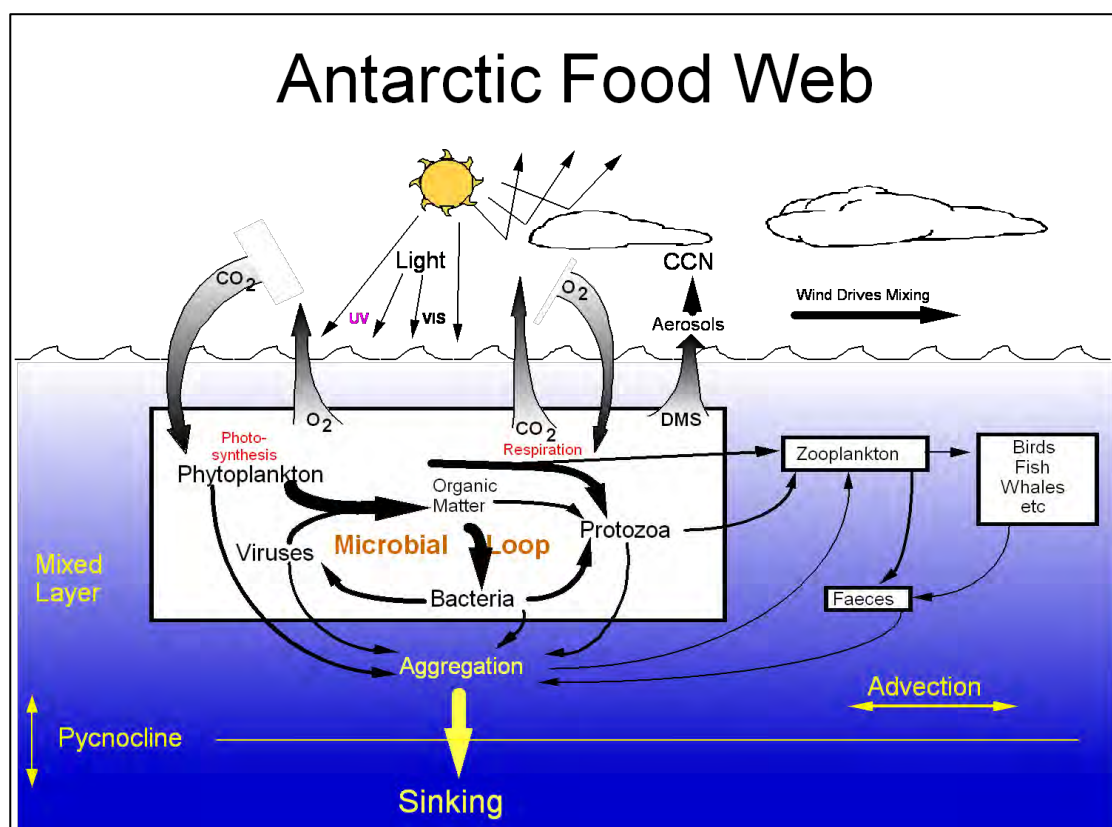 Antarctic Food Web
CO2
Light
UV
VIS
O2
CCN
Aerosols
Wind Drives Mixing
O2
CO2
DMS
Photo-
synthesis
Phytoplankton
Respiration
Organic
Matter
Protozoa
Viruses
Microbial Loop
Bacteria
Zooplankton
Birds
Fish
Whales
etc
Faeces
Mixed
Layer
Aggregation
Advection
Pycnocline
Sinking